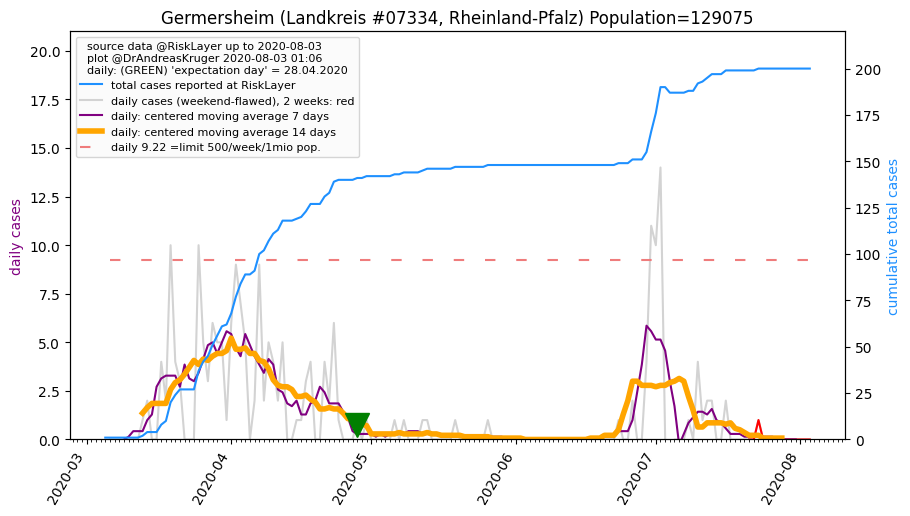 Germersheim (Landkreis #07334, Rheinland-Pfalz) Population=129075
source data @RiskLayer up to 2020-08-03
plot @DrAndreasKruger 2020-08-03 01:06
daily: (GREEN) 'expectation day' = 28.04.2020
total cases reported at RiskLayer
daily cases (weekend-flawed), 2 weeks: red
daily: centered moving average 7 days
daily: centered moving average 14 days
daily 9.22 =limit 500/week/1mio pop.
daily cases
20.0
17.5
15.0
12.5
10.0
7.5
5.0
2.5
0.0
200
175
150
125
100
75
50
25
0
cumulative total cases
2020-03
2020-04
2020-05
2020-06
2020-07
2020-08